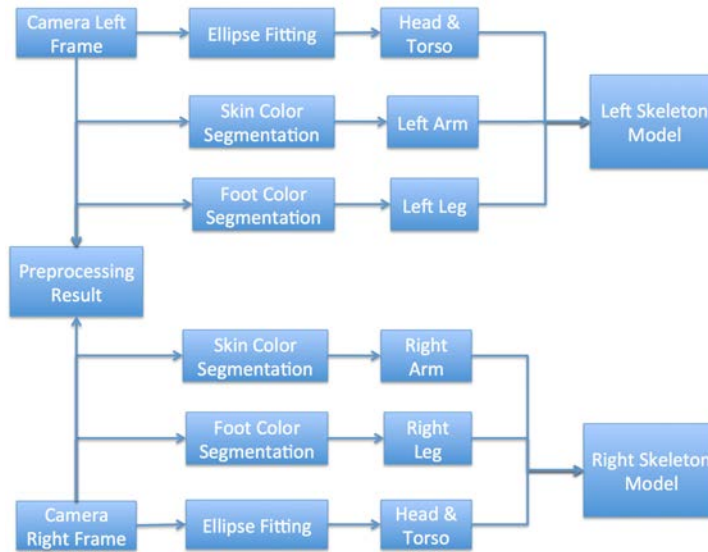 Camera Left
Frame
Ellipse Fitting
Head &
Torso
Skin Color
Segmentation
Left Arm
Left Skeleton
Model
Foot Color
Segmentation
Left Leg
Preprocessing
Result
Skin Color
Segmentation
Right
Arm
Foot Color
Segmentation
Right
Leg
Right Skeleton
Model
Camera
Right Frame
Ellipse Fitting
Head &
Torso